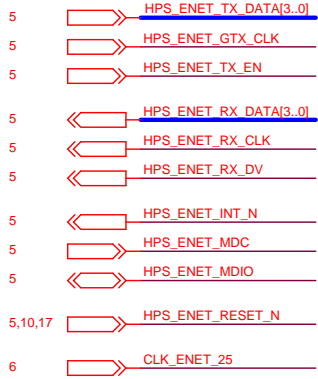 5 HPS_ENET_TX_DATA[3..0]
5 HPS_ENET_GTX_CLK
5 HPS_ENET_TX_EN
5 HPS_ENET_RX_DATA[3..0]
5 HPS_ENET_RX_CLK
5 HPS_ENET_RX_DV
5 HPS_ENET_INT_N
5 HPS_ENET_MDC
5 HPS_ENET_MDIO
5,10,17 HPS_ENET_RESET_N
6 CLK_ENET_25